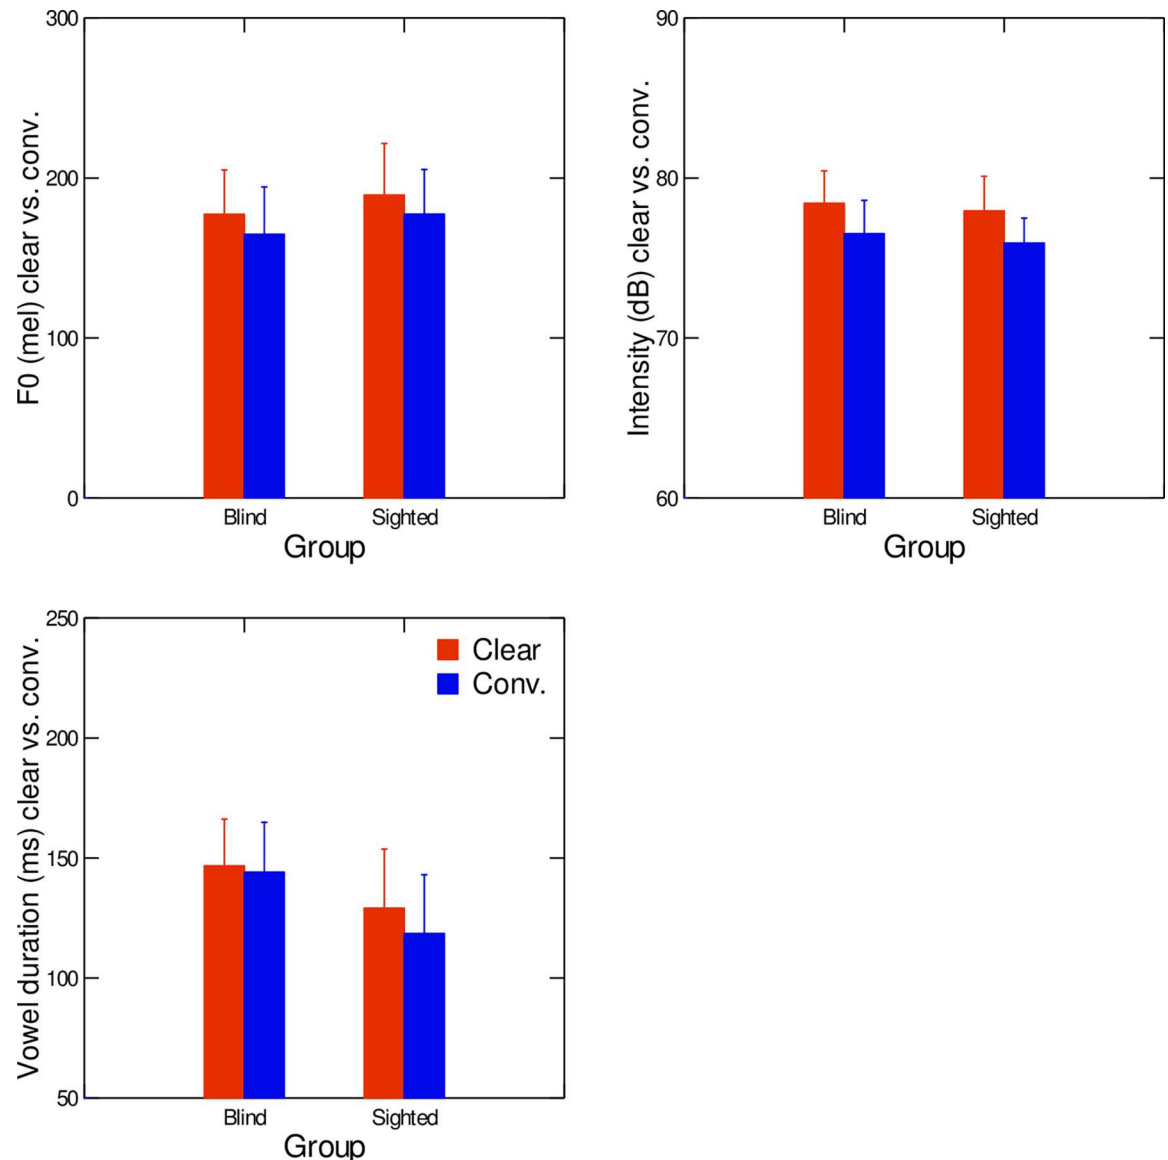 300
200
100
0
F0 (mel) clear vs. conv.
Blind
Sighted
Group
90
80
70
60
Intensity (dB) clear vs. conv.
Blind
Sighted
Group
250
200
150
100
50
Vowel duration (ms) clear vs. conv.
Clear
Conv.
Blind
Sighted
Group